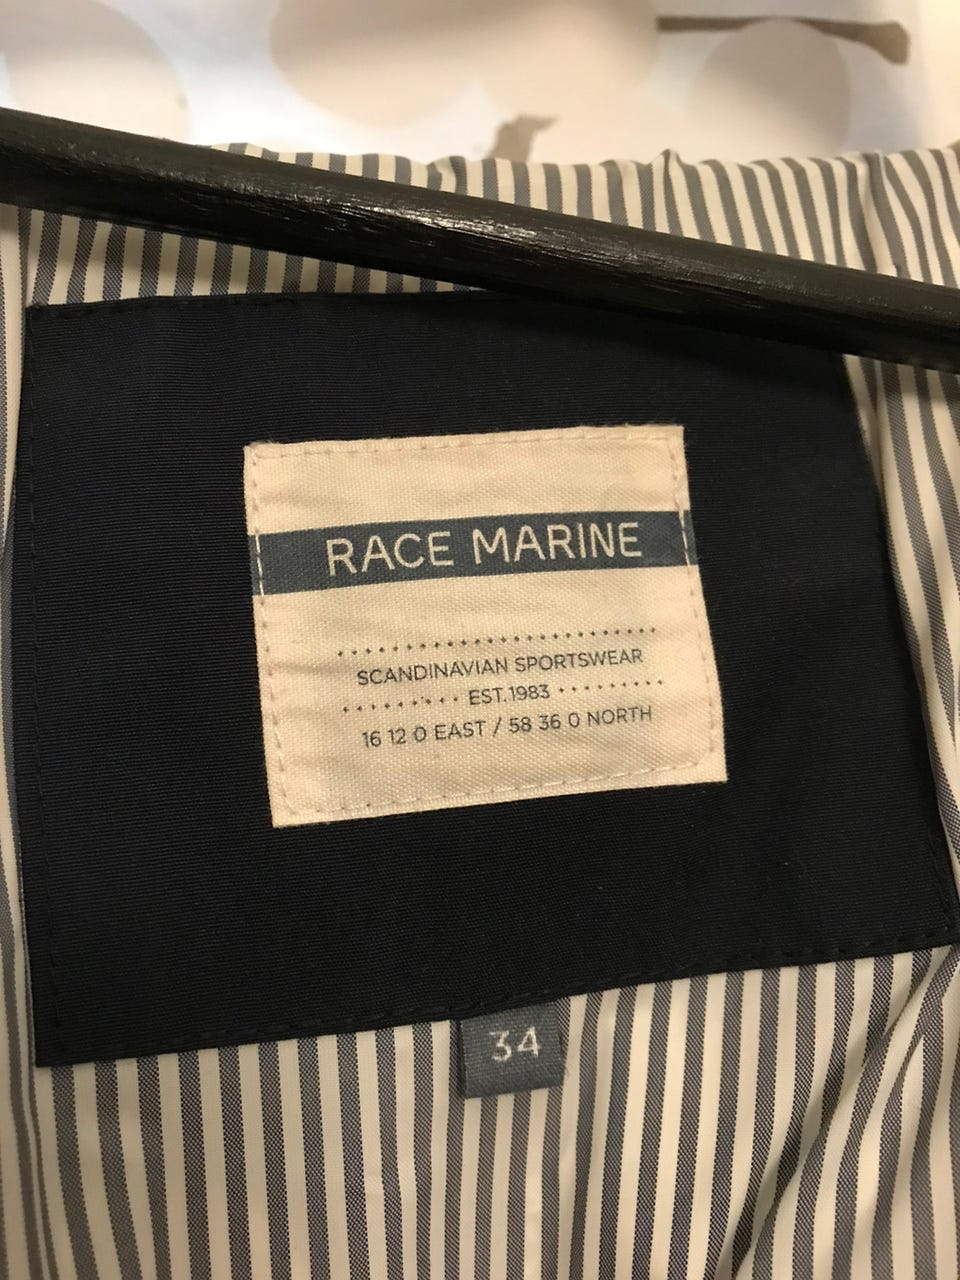 RACE MARINE
SCANDINAVIAN SPORTSWEAR
EST.1983
16 12 0 EAST / 58 36 0 NORTH
34